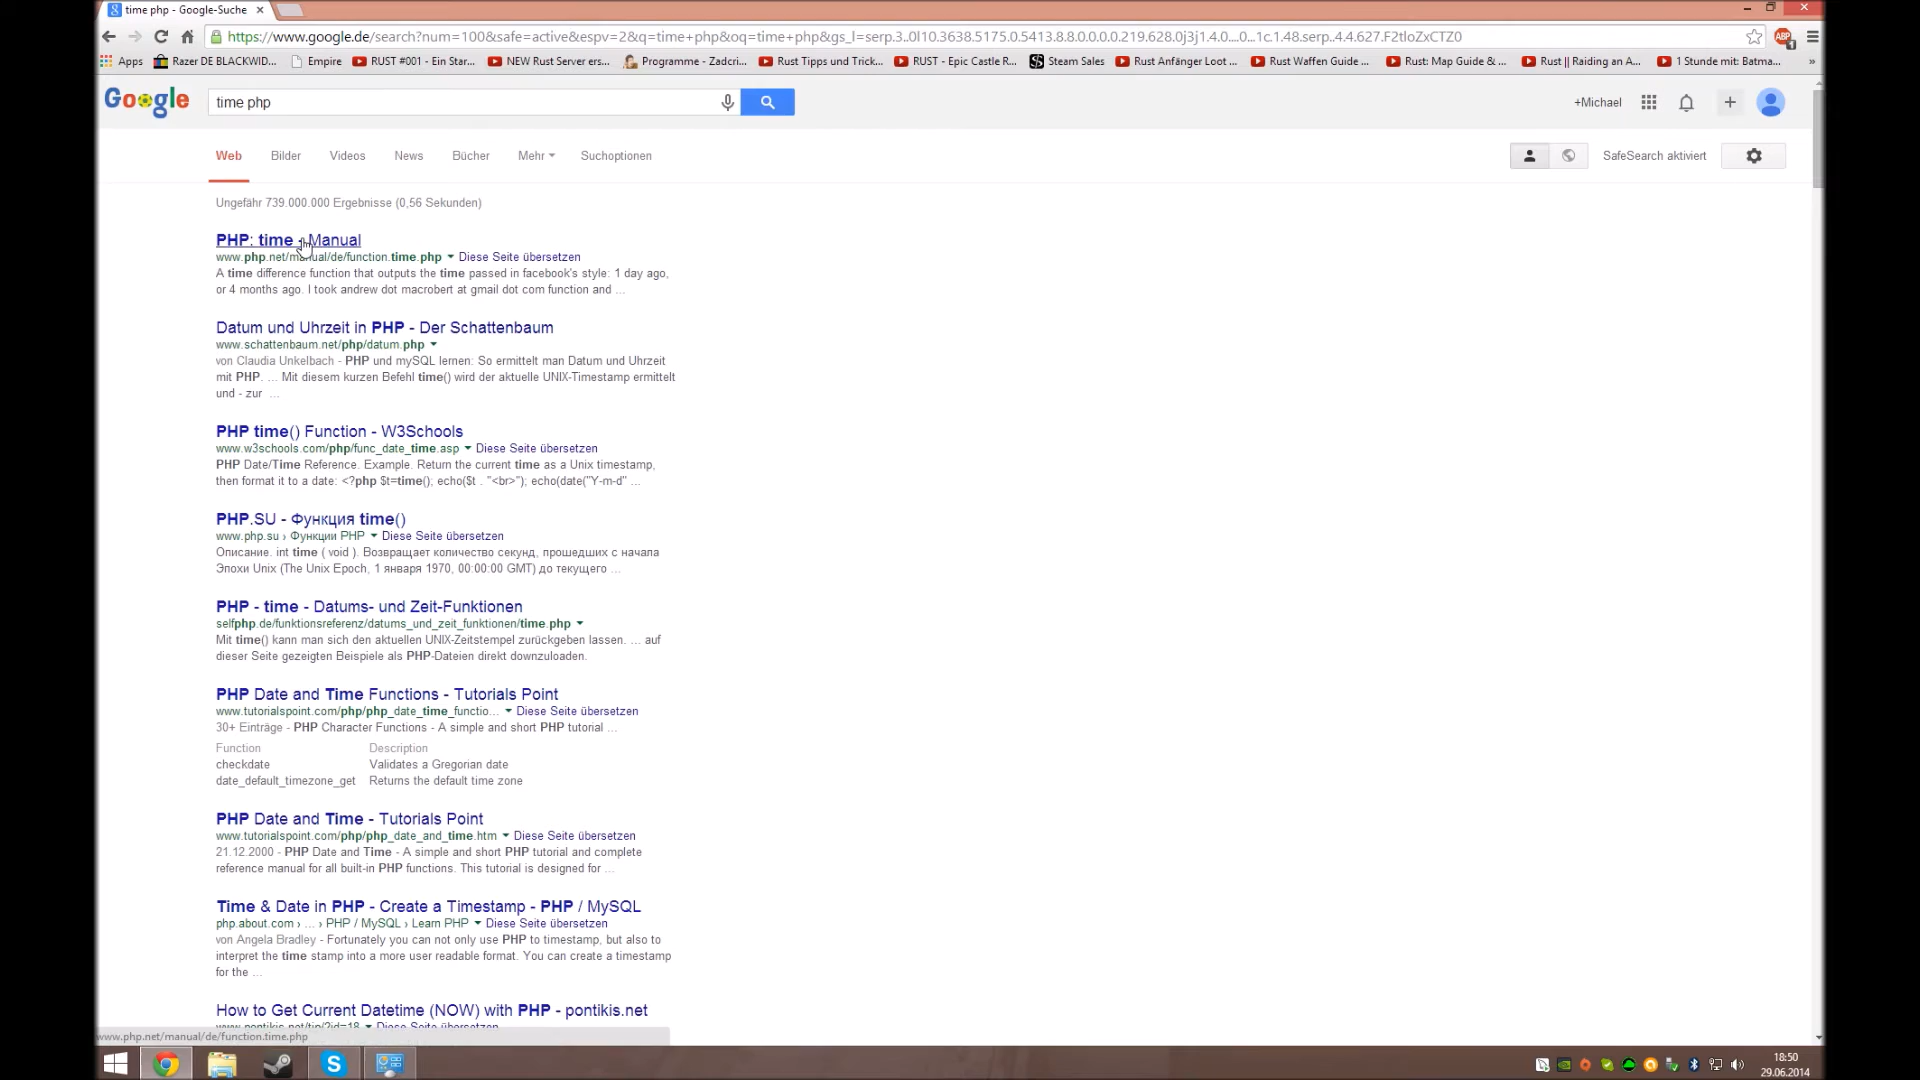 time php - Google-Suche
https://www.google.de/search?num=100&safe=active&espv=2&q=time+php&oq=time+php&gs_l=serp.3..0l10.3638.5175.0.5413.8.8.0.0.0.0.219.628.0j3j1.4.0....0...1c.1.48.serp..4.4.627.F2tloZxCTZ0
ABP
Apps Razer DE BLACKWID... Empire RUST #001 - Ein Star... NEW Rust Server ers... Programme - Zadcri... Rust Tipps und Trick... RUST - Epic Castle R... Steam Sales Rust Anfänger Loot ... Rust Waffen Guide ... Rust: Map Guide & ... Rust || Raiding an A... 1 Stunde mit: Batma... »
Google time php +Michael
Web Bilder Videos News Bücher Mehr Suchoptionen SafeSearch aktiviert
Ungefähr 739.000.000 Ergebnisse (0,56 Sekunden)
PHP: time - Manual
www.php.net/manual/de/function.time.php Diese Seite übersetzen
A time difference function that outputs the time passed in facebook's style: 1 day ago,
or 4 months ago. I took andrew dot macrobert at gmail dot com function and ...
Datum und Uhrzeit in PHP - Der Schattenbaum
www.schattenbaum.net/php/datum.php
von Claudia Unkelbach - PHP und mySQL lernen: So ermittelt man Datum und Uhrzeit
mit PHP. ... Mit diesem kurzen Befehl time() wird der aktuelle UNIX-Timestamp ermittelt
und - zur ...
PHP time() Function - W3Schools
www.w3schools.com/php/func_date_time.asp Diese Seite übersetzen
PHP Date/Time Reference. Example. Return the current time as a Unix timestamp,
then format it to a date: <?php $t=time(); echo($t . "<br>"); echo(date("Y-m-d" ...
PHP.SU - Функция time()
www.php.su › Функции PHP Diese Seite übersetzen
Описание. int time ( void ). Возвращает количество секунд, прошедших с начала
Эпохи Unix (The Unix Epoch, 1 января 1970, 00:00:00 GMT) до текущего ...
PHP - time - Datums- und Zeit-Funktionen
selfphp.de/funktionsreferenz/datums_und_zeit_funktionen/time.php
Mit time() kann man sich den aktuellen UNIX-Zeitstempel zurückgeben lassen. ... auf
dieser Seite gezeigten Beispiele als PHP-Dateien direkt downzuloaden.
PHP Date and Time Functions - Tutorials Point
www.tutorialspoint.com/php/php_date_time_functio... Diese Seite übersetzen
30+ Einträge - PHP Character Functions - A simple and short PHP tutorial ...
Function Description
checkdate Validates a Gregorian date
date_default_timezone_get Returns the default time zone
PHP Date and Time - Tutorials Point
www.tutorialspoint.com/php/php_date_and_time.htm Diese Seite übersetzen
21.12.2000 - PHP Date and Time - A simple and short PHP tutorial and complete
reference manual for all built-in PHP functions. This tutorial is designed for ...
Time & Date in PHP - Create a Timestamp - PHP / MySQL
php.about.com › ... › PHP / MySQL › Learn PHP Diese Seite übersetzen
von Angela Bradley - Fortunately you can not only use PHP to timestamp, but also to
interpret the time stamp into a more user readable format. You can create a timestamp
for the ...
How to Get Current Datetime (NOW) with PHP - pontikis.net
www.pontikis.net/tip/?id=18 Diese Seite übersetzen
www.php.net/manual/de/function.time.php
18:50
29.06.2014